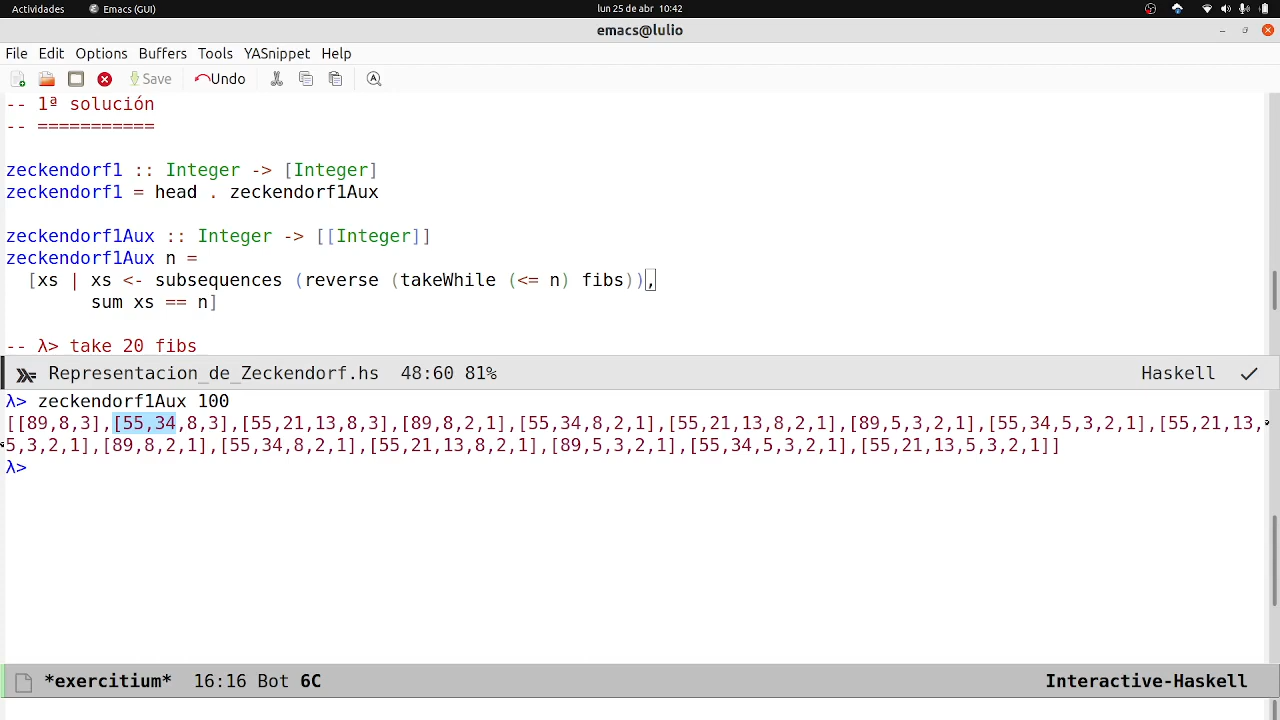 Actividades Emacs (GUI) lun 25 de abr 10:42
emacs@lulio
File Edit Options Buffers Tools YASnippet Help
Save Undo
-- 1ª solución
-- ===========
zeckendorf1 :: Integer -> [Integer]
zeckendorf1 = head . zeckendorf1Aux
zeckendorf1Aux :: Integer -> [[Integer]]
zeckendorf1Aux n =
[xs | xs <- subsequences (reverse (takeWhile (<= n) fibs)),
sum xs == n]
-- λ> take 20 fibs
Representacion_de_Zeckendorf.hs 48:60 81% Haskell
λ> zeckendorf1Aux 100
[[89,8,3],[55,34,8,3],[55,21,13,8,3],[89,8,2,1],[55,34,8,2,1],[55,21,13,8,2,1],[89,5,3,2,1],[55,34,5,3,2,1],[55,21,13,
5,3,2,1],[89,8,2,1],[55,34,8,2,1],[55,21,13,8,2,1],[89,5,3,2,1],[55,34,5,3,2,1],[55,21,13,5,3,2,1]]
λ>
*exercitium* 16:16 Bot 6C Interactive-Haskell